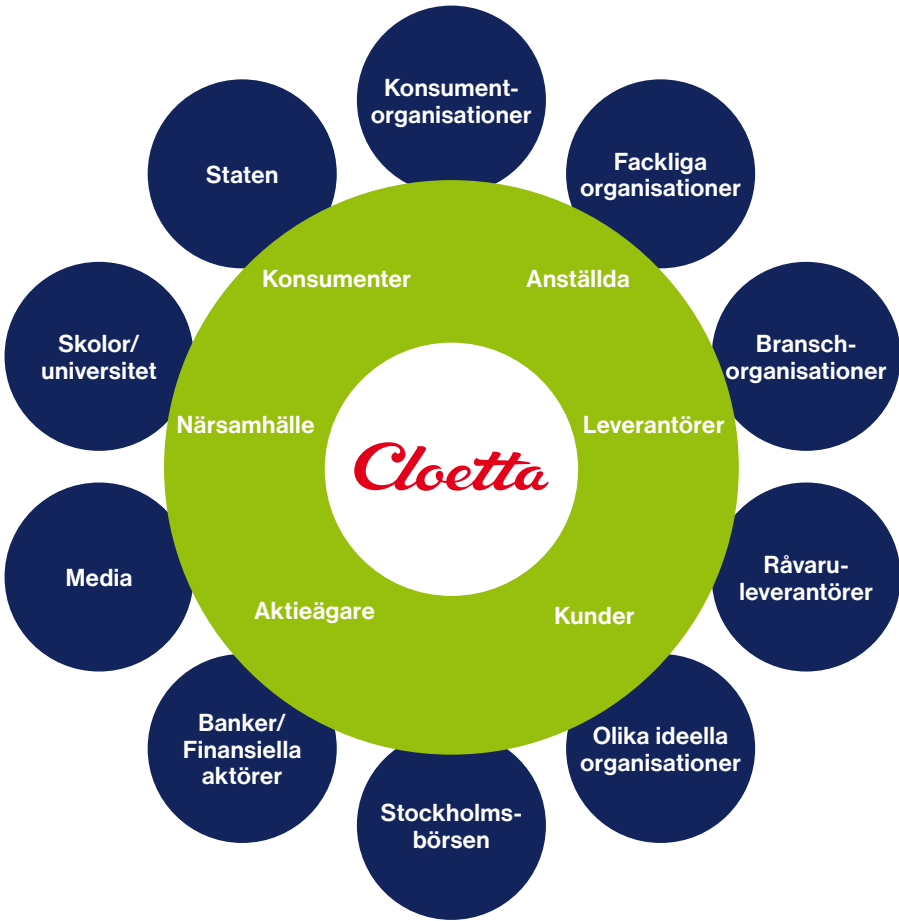 Konsument-
organisationer
Fackliga
organisationer
Bransch-
organisationer
Råvaru-
leverantörer
Olika ideella
organisationer
Stockholms-
börsen
Banker/
Finansiella
aktörer
Media
Skolor/
universitet
Staten
Konsumenter
Anställda
Leverantörer
Kunder
Aktieägare
Närsamhälle
Cloetta